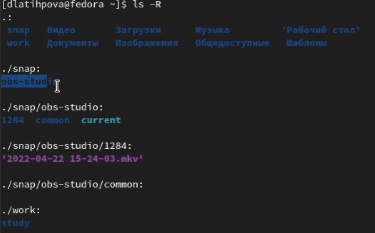 [dlatihpova@fedora ~]$ ls -R
.:
snap Видео Загрузки Музыка 'Рабочий стол'
work Документы Изображения Общедоступные Шаблоны
./snap:
obs-studio
./snap/obs-studio:
1284 common current
./snap/obs-studio/1284:
'2022-04-22 15-24-03.mkv'
./snap/obs-studio/common:
./work:
study